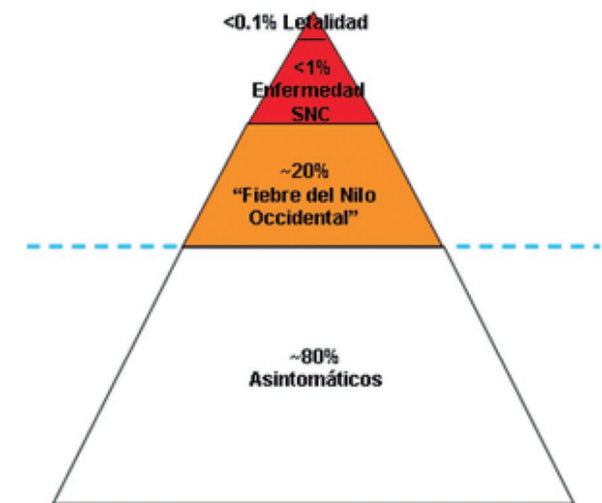 <0.1% Letalidad
<1%
Enfermedad
SNC
~20%
“Fiebre del Nilo
Occidental”
~80%
Asintomáticos